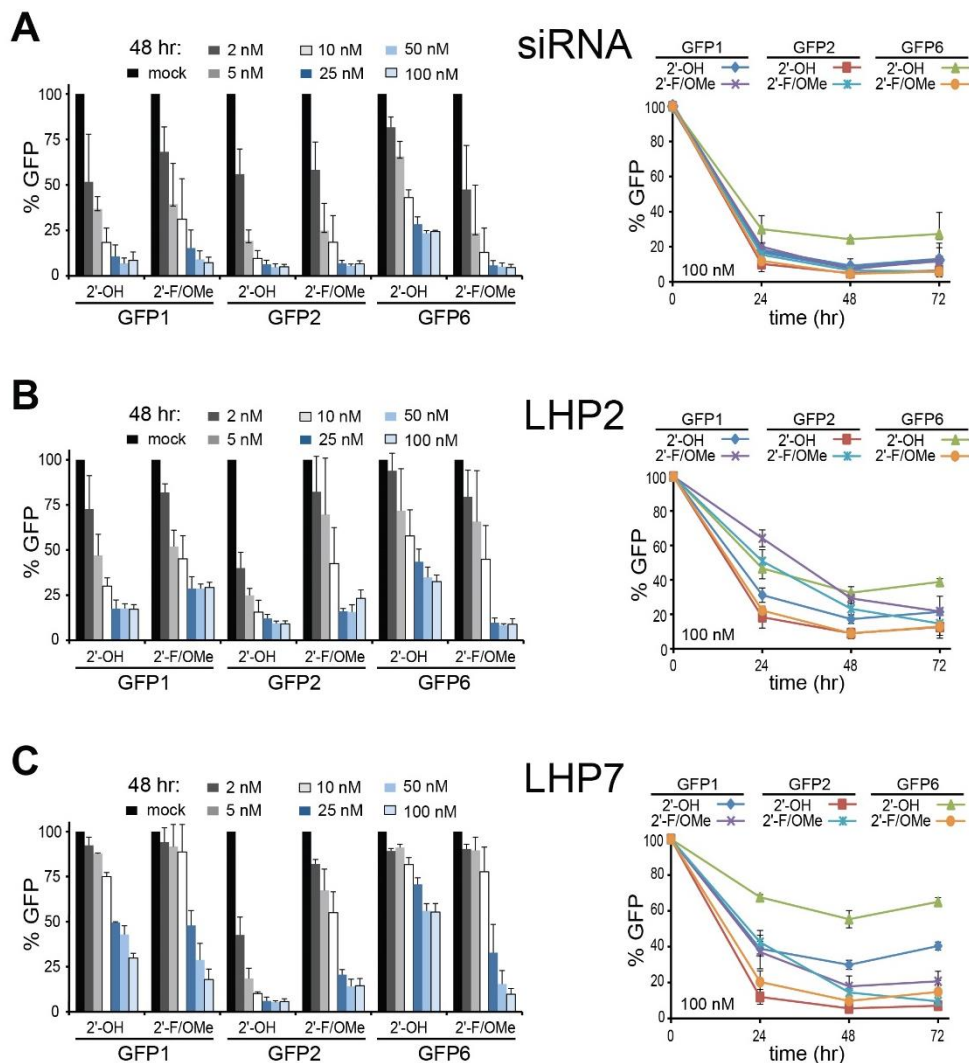 A
48 hr:
2 nM
10 nM
50 nM
mock
5 nM
25 nM
100 nM
% GFP
100
75
50
25
0
2'-OH 2'-F/OMe 2'-OH 2'-F/OMe 2'-OH 2'-F/OMe
GFP1 GFP2 GFP6
siRNA
GFP1 GFP2 GFP6
2'-OH 2'-OH 2'-OH
2'-F/OMe 2'-F/OMe 2'-F/OMe
% GFP
100
80
60
40
20
0
100 nM
0 24 48 72
time (hr)
B
48 hr:
2 nM
10 nM
50 nM
mock
5 nM
25 nM
100 nM
% GFP
100
75
50
25
0
2'-OH 2'-F/OMe 2'-OH 2'-F/OMe 2'-OH 2'-F/OMe
GFP1 GFP2 GFP6
LHP2
GFP1 GFP2 GFP6
2'-OH 2'-OH 2'-OH
2'-F/OMe 2'-F/OMe 2'-F/OMe
% GFP
100
80
60
40
20
0
100 nM
0 24 48 72
time (hr)
C
48 hr:
2 nM
10 nM
50 nM
mock
5 nM
25 nM
100 nM
% GFP
100
75
50
25
0
2'-OH 2'-F/OMe 2'-OH 2'-F/OMe 2'-OH 2'-F/OMe
GFP1 GFP2 GFP6
LHP7
GFP1 GFP2 GFP6
2'-OH 2'-OH 2'-OH
2'-F/OMe 2'-F/OMe 2'-F/OMe
% GFP
100
80
60
40
20
0
100 nM
0 24 48 72
time (hr)